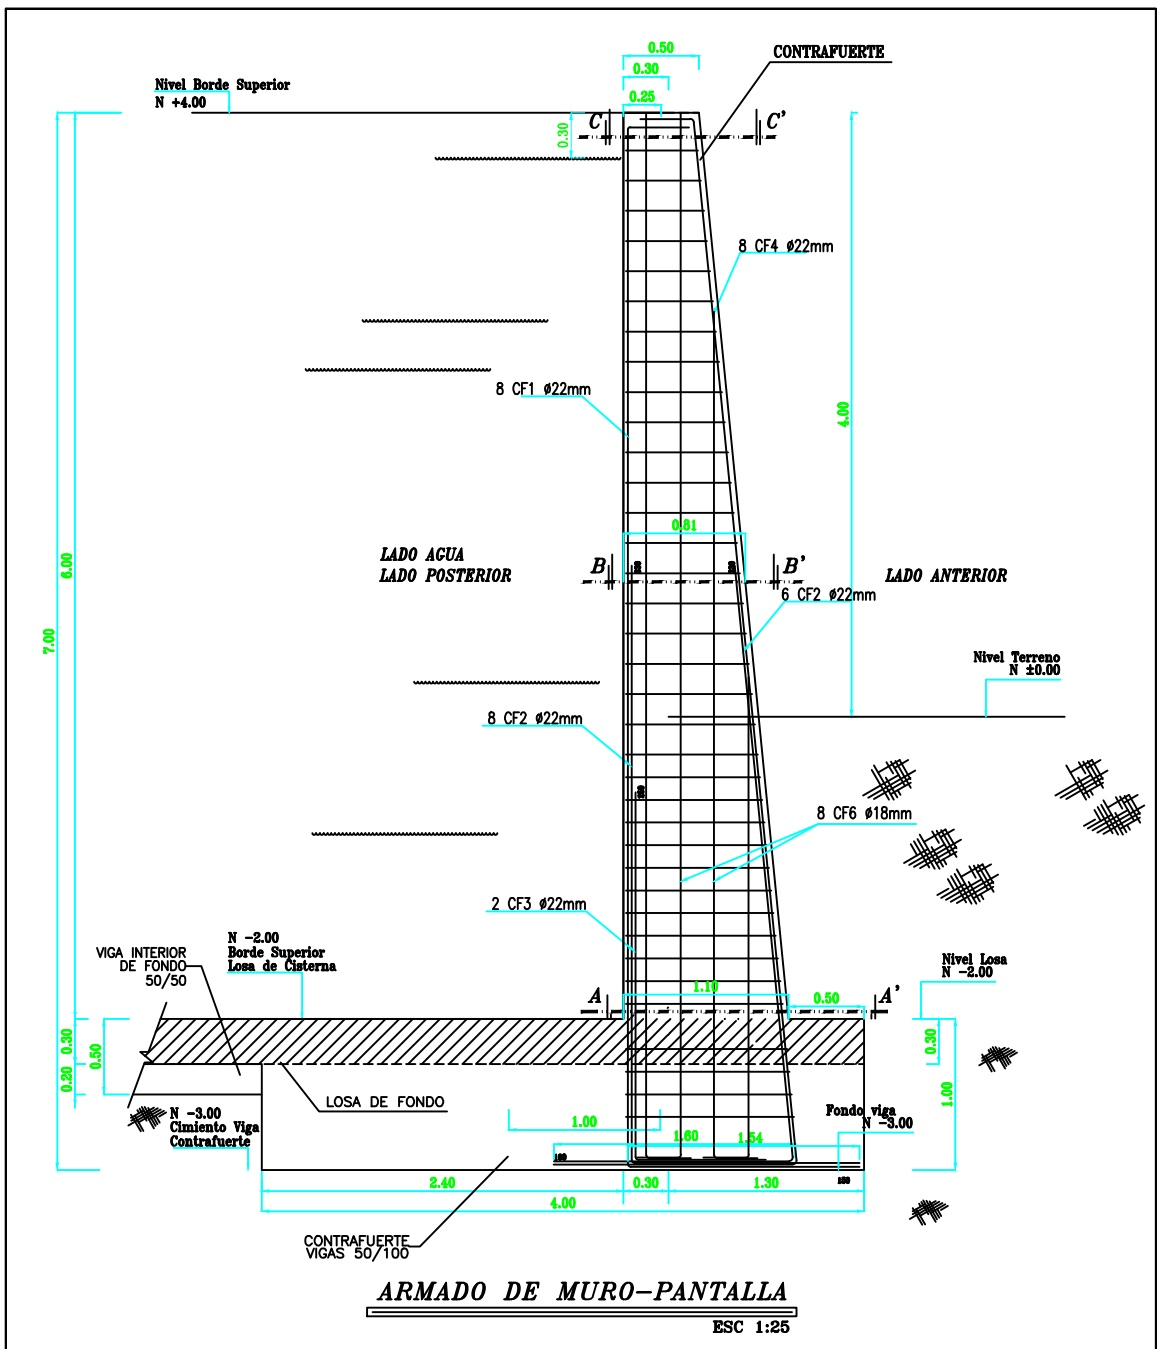 0.50
CONTRAFUERTE
0.30
Nivel Borde Superior
N +4.00
0.25
C
C'
0.30
8 CF4 ø22mm
8 CF1 ø22mm
4.00
0.81
LADO AGUA
LADO POSTERIOR
B
B'
LADO ANTERIOR
6.00
7.00
6 CF2 ø22mm
Nivel Terreno
N ±0.00
8 CF2 ø22mm
8 CF6 ø18mm
2 CF3 ø22mm
N -2.00
Borde Superior
Losa de Cisterna
VIGA INTERIOR
DE FONDO
50/50
Nivel Losa
N -2.00
1.10
0.50
A
A'
0.30
0.50
0.20
0.30
1.00
LOSA DE FONDO
N -3.00
Cimiento Viga
Contrafuerte
Fondo viga
N -3.00
1.00
1.60
1.54
2.40
0.30
1.30
4.00
CONTRAFUERTE
VIGAS 50/100
ARMADO DE MURO-PANTALLA
ESC 1:25